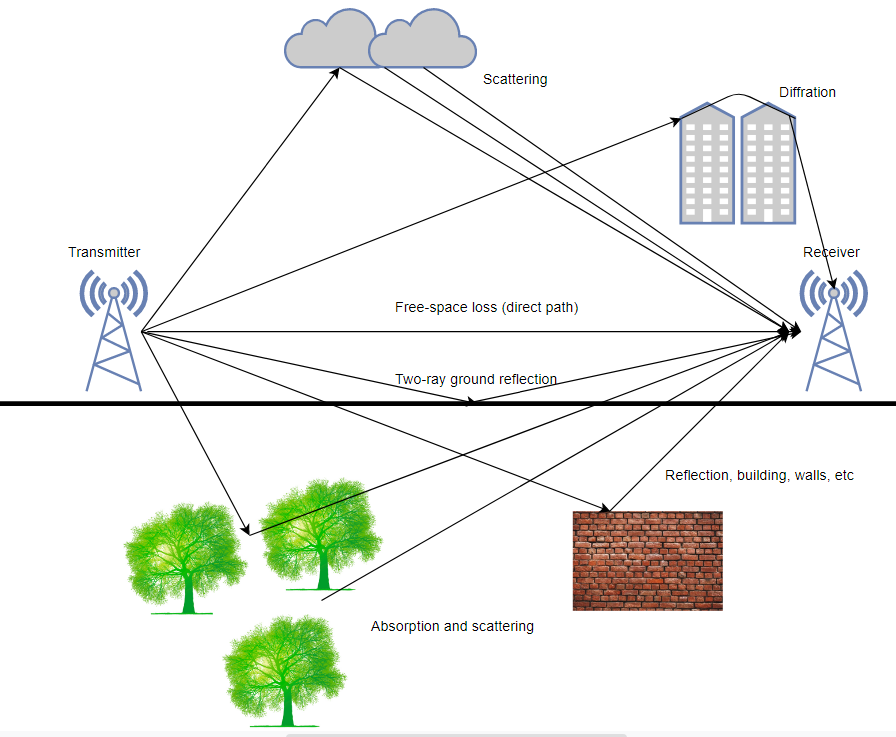 Scattering
Diffration
Transmitter
Receiver
Free-space loss (direct path)
Two-ray ground reflection
Reflection, building, walls, etc
Absorption and scattering